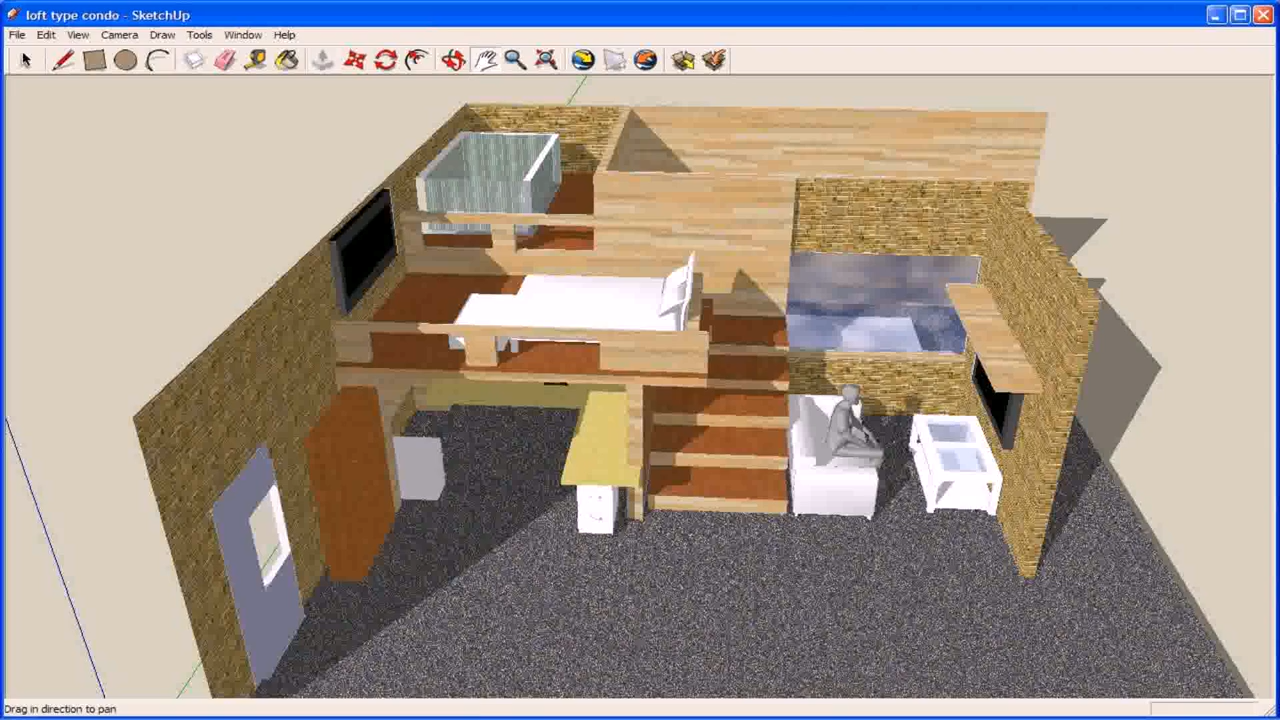 loft type condo - SketchUp
File Edit View Camera Draw Tools Window Help
Drag in direction to pan